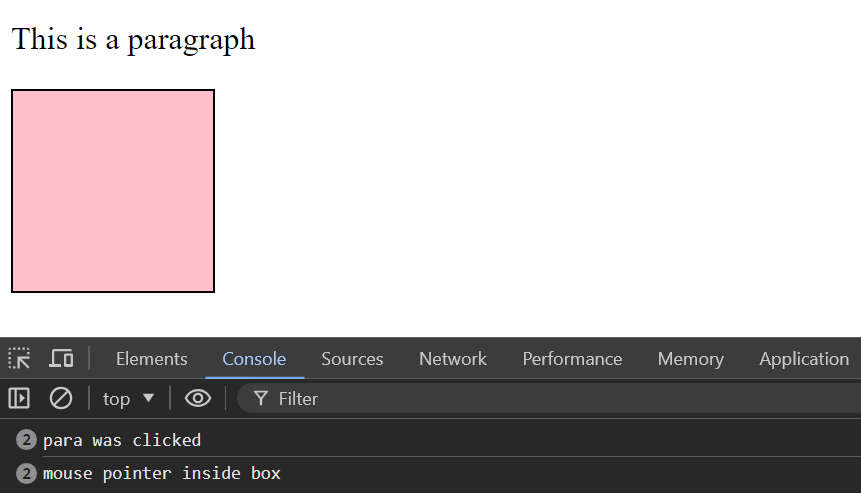 This is a paragraph
Elements Console Sources Network Performance Memory Application
top Filter
2 para was clicked
2 mouse pointer inside box